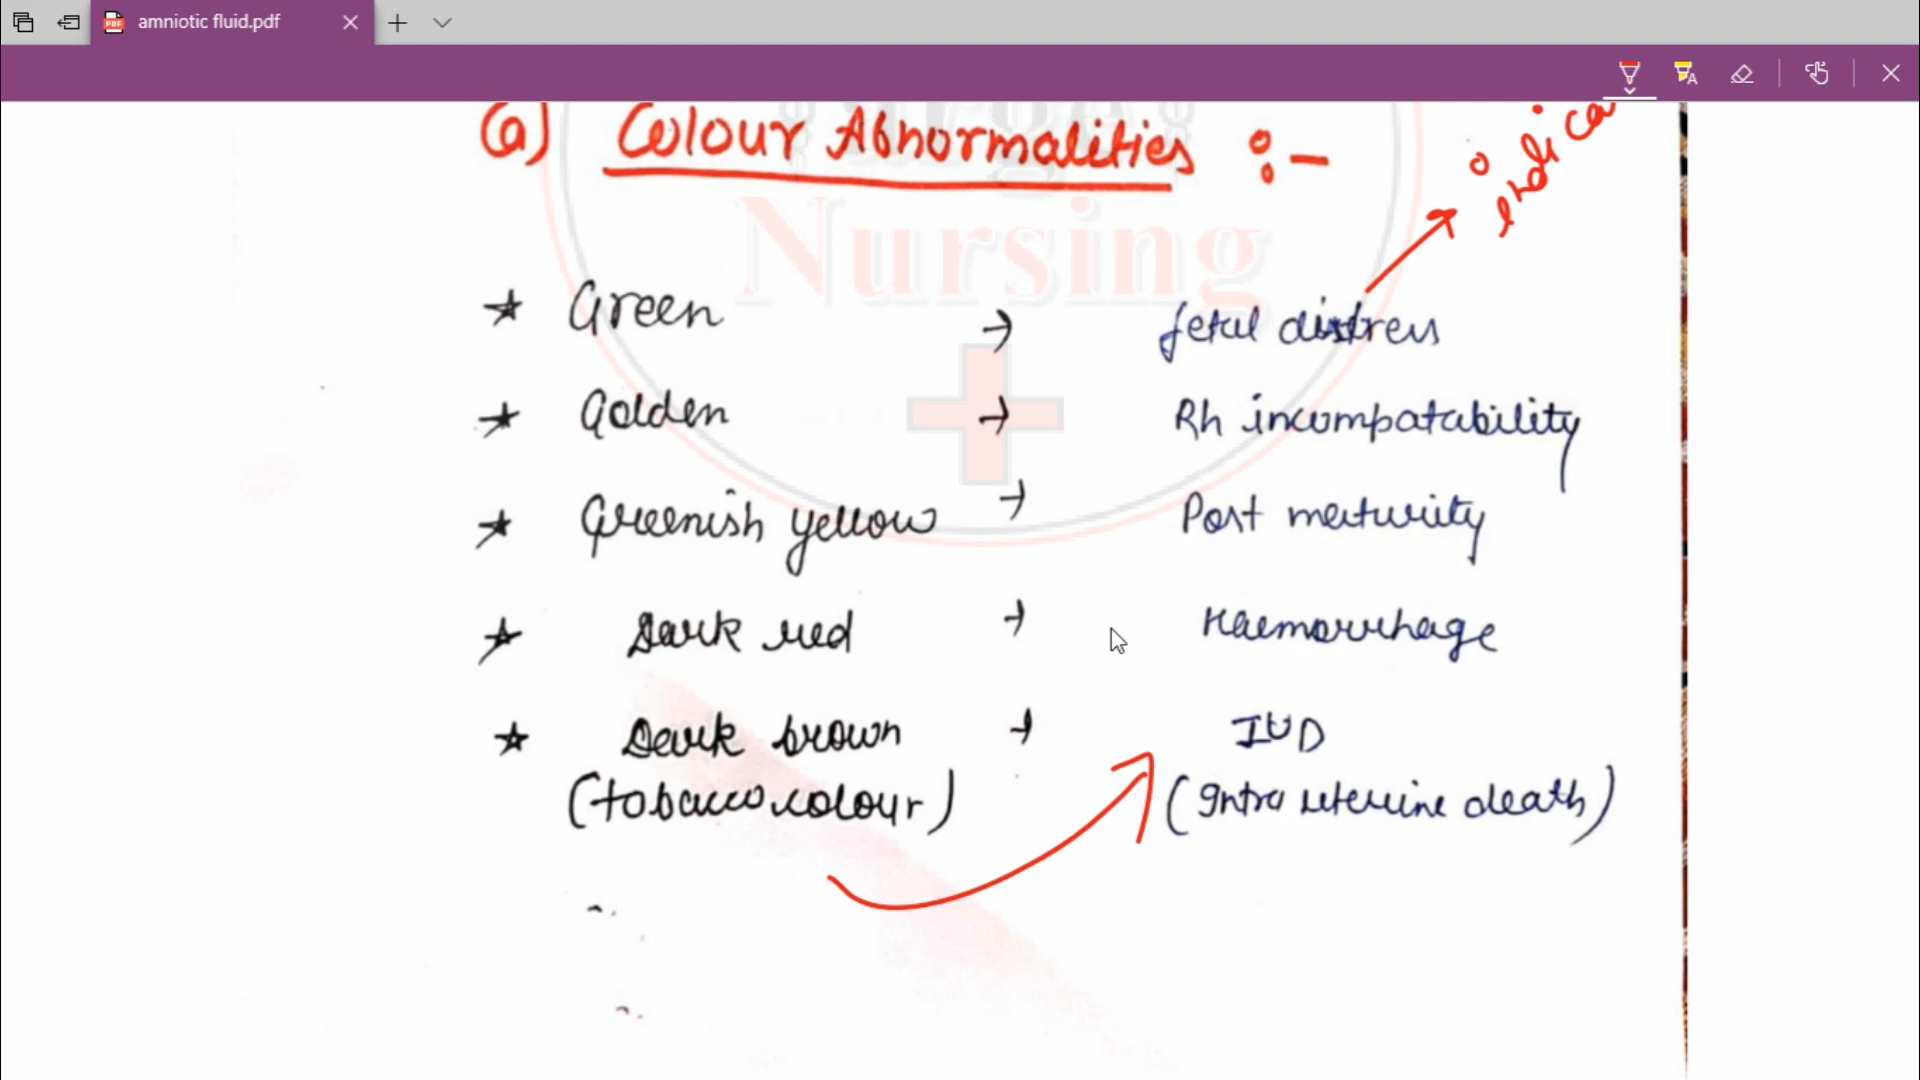 amniotic fluid.pdf
(a) Colour Abnormalities :-
indica
Nursing
★ Green → fetal distress
★ Golden → Rh incompatability
★ Greenish yellow → Post maturity
★ Dark red → Haemorrhage
★ Dark brown → IUD
(tobacco colour) (Intra uterine death)